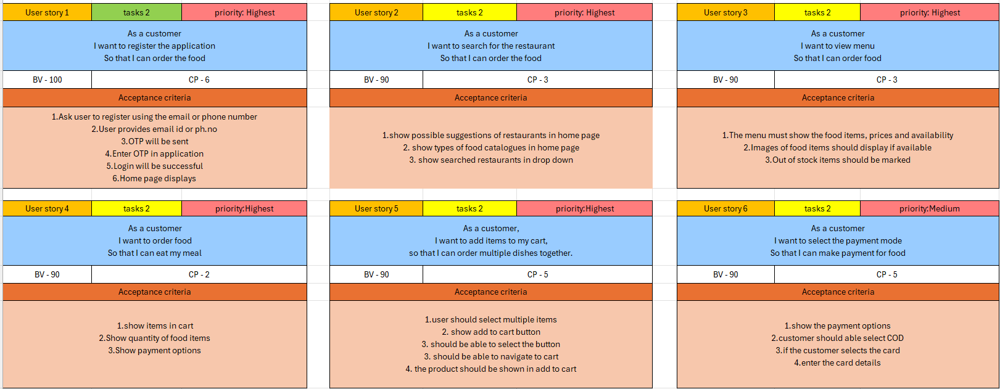 User story 1 tasks 2 priority: Highest
As a customer
I want to register the application
So that I can order the food
BV - 100 CP - 6
Acceptance criteria
1.Ask user to register using the email or phone number
2.User provides email id or ph.no
3.OTP will be sent
4.Enter OTP in application
5.Login will be successful
6.Home page displays
User story 2 tasks 2 priority: Highest
As a customer
I want to search for the restaurant
So that I can order the food
BV - 90 CP - 3
Acceptance criteria
1.show possible suggestions of restaurants in home page
2. show types of food catalogues in home page
3. show searched restaurants in drop down
User story 3 tasks 2 priority: Highest
As a customer
I want to view menu
So that I can order food
BV - 90 CP - 3
Acceptance criteria
1.The menu must show the food items, prices and availability
2.Images of food items should display if available
3.Out of stock items should be marked
User story 4 tasks 2 priority:Highest
As a customer
I want to order food
So that I can eat my meal
BV - 90 CP - 2
Acceptance criteria
1.show items in cart
2.Show quantity of food items
3.Show payment options
User story 5 tasks 2 priority:Highest
As a customer,
I want to add items to my cart,
so that I can order multiple dishes together.
BV - 90 CP - 5
Acceptance criteria
1.user should select multiple items
2. show add to cart button
3. should be able to select the button
3. should be able to navigate to cart
4. the product should be shown in add to cart
User story 6 tasks 2 priority:Medium
As a customer
I want to select the payment mode
So that I can make payment for food
BV - 90 CP - 5
Acceptance criteria
1.show the payment options
2.customer should able select COD
3.if the customer selects the card
4.enter the card details